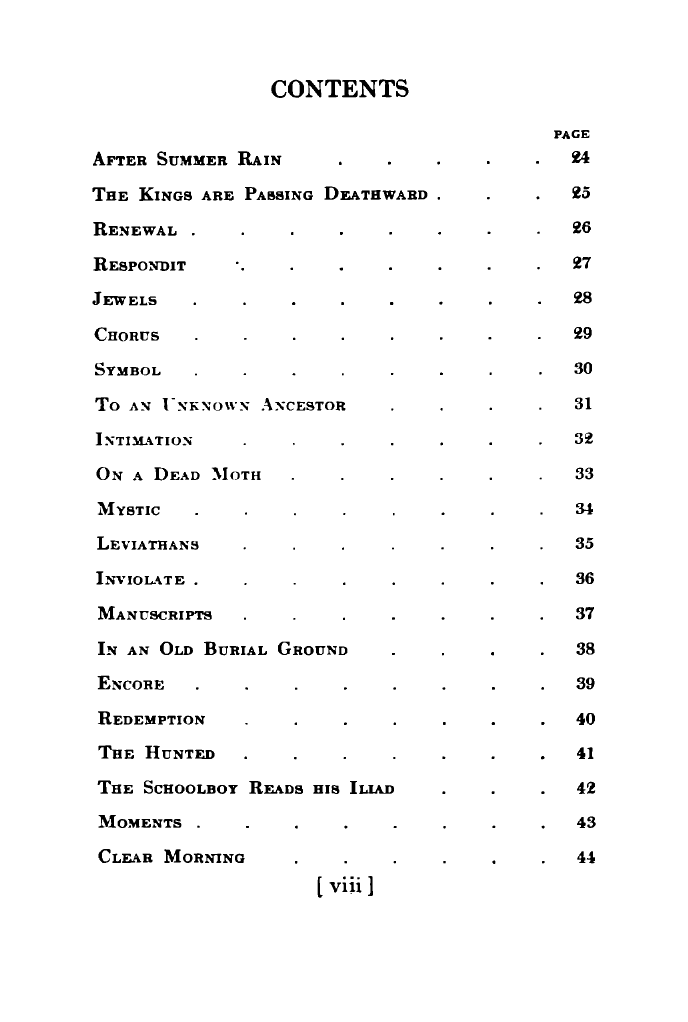 CONTENTS
PAGE
After Summer Rain . . . . . 24
The Kings are Passing Deathward . . . 25
Renewal . . . . . . . . 26
Respondit . . . . . . . 27
Jewels . . . . . . . . 28
Chorus . . . . . . . . 29
Symbol . . . . . . . . 30
To an Unknown Ancestor . . . . 31
Intimation . . . . . . . 32
On a Dead Moth . . . . . . 33
Mystic . . . . . . . . 34
Leviathans . . . . . . . 35
Inviolate . . . . . . . . 36
Manuscripts . . . . . . . 37
In an Old Burial Ground . . . . 38
Encore . . . . . . . . 39
Redemption . . . . . . . 40
The Hunted . . . . . . . 41
The Schoolboy Reads his Iliad . . . 42
Moments . . . . . . . . 43
Clear Morning . . . . . . 44
[ viii ]